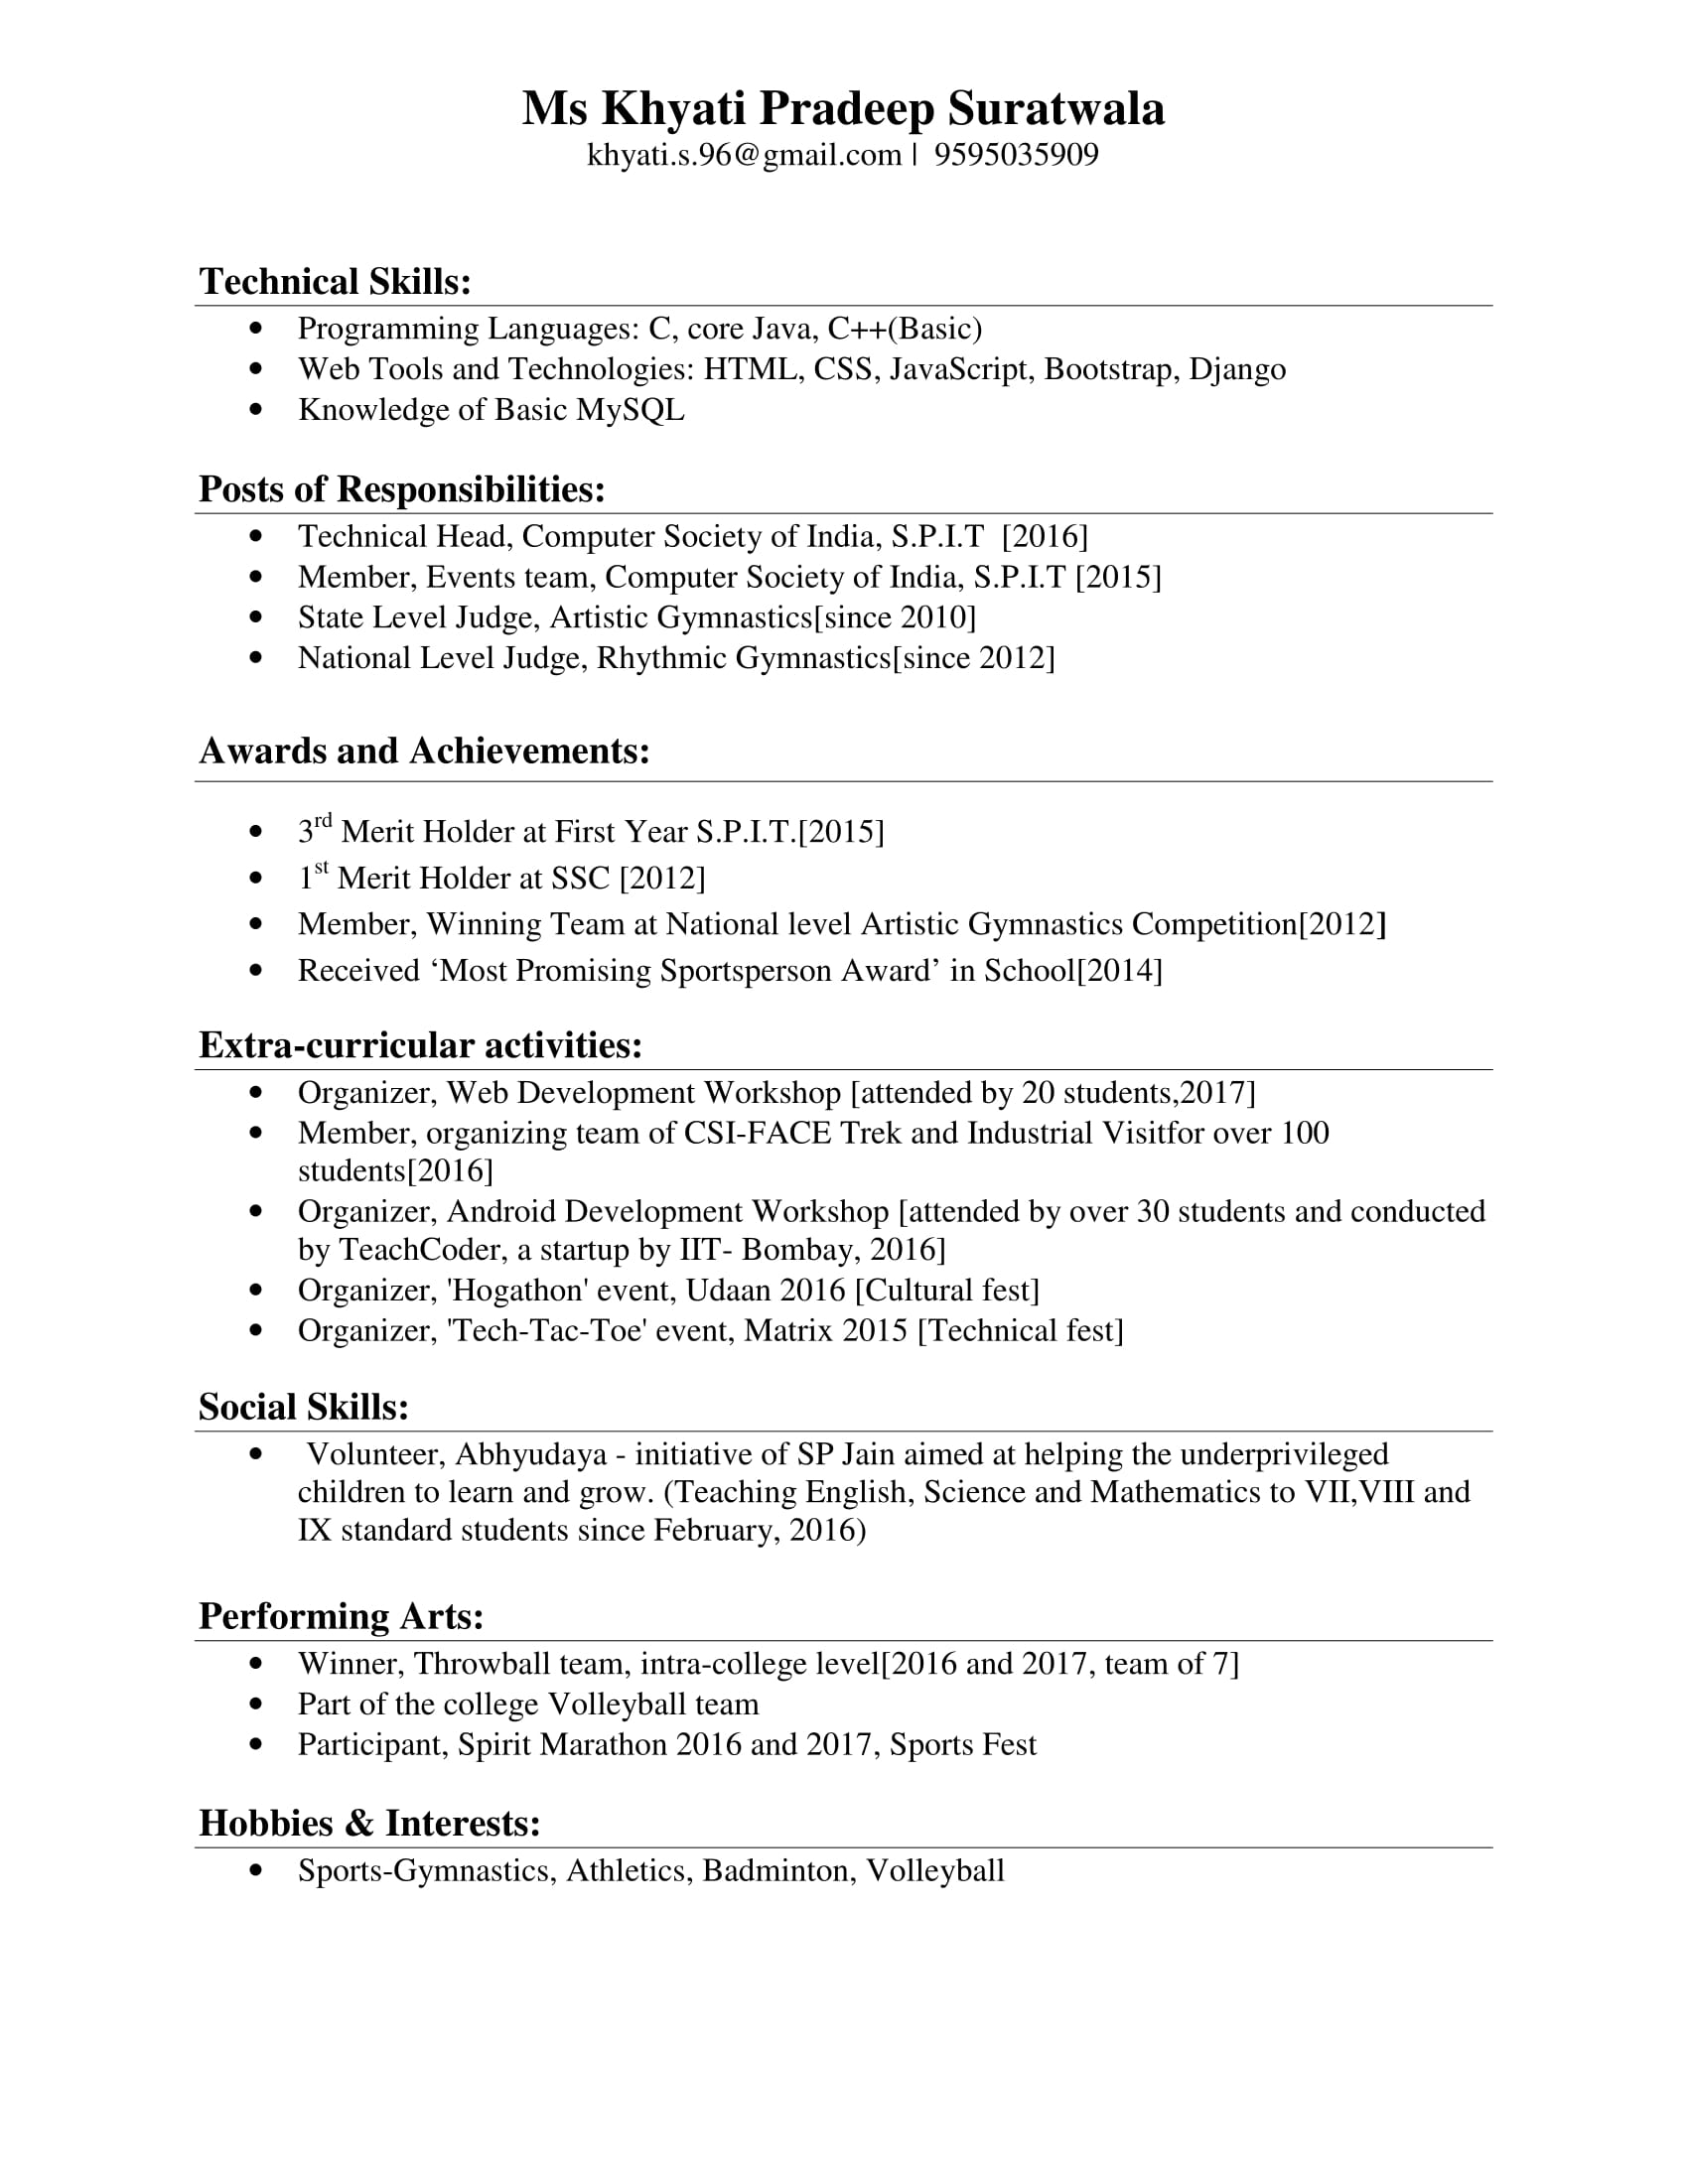 Ms Khyati Pradeep Suratwala
khyati.s.96@gmail.com | 9595035909
Technical Skills:
• Programming Languages: C, core Java, C++(Basic)
• Web Tools and Technologies: HTML, CSS, JavaScript, Bootstrap, Django
• Knowledge of Basic MySQL
Posts of Responsibilities:
• Technical Head, Computer Society of India, S.P.I.T [2016]
• Member, Events team, Computer Society of India, S.P.I.T [2015]
• State Level Judge, Artistic Gymnastics[since 2010]
• National Level Judge, Rhythmic Gymnastics[since 2012]
Awards and Achievements:
• 3rd Merit Holder at First Year S.P.I.T.[2015]
• 1st Merit Holder at SSC [2012]
• Member, Winning Team at National level Artistic Gymnastics Competition[2012]
• Received ‘Most Promising Sportsperson Award’ in School[2014]
Extra-curricular activities:
• Organizer, Web Development Workshop [attended by 20 students,2017]
• Member, organizing team of CSI-FACE Trek and Industrial Visitfor over 100
students[2016]
• Organizer, Android Development Workshop [attended by over 30 students and conducted
by TeachCoder, a startup by IIT- Bombay, 2016]
• Organizer, 'Hogathon' event, Udaan 2016 [Cultural fest]
• Organizer, 'Tech-Tac-Toe' event, Matrix 2015 [Technical fest]
Social Skills:
• Volunteer, Abhyudaya - initiative of SP Jain aimed at helping the underprivileged
children to learn and grow. (Teaching English, Science and Mathematics to VII,VIII and
IX standard students since February, 2016)
Performing Arts:
• Winner, Throwball team, intra-college level[2016 and 2017, team of 7]
• Part of the college Volleyball team
• Participant, Spirit Marathon 2016 and 2017, Sports Fest
Hobbies & Interests:
• Sports-Gymnastics, Athletics, Badminton, Volleyball